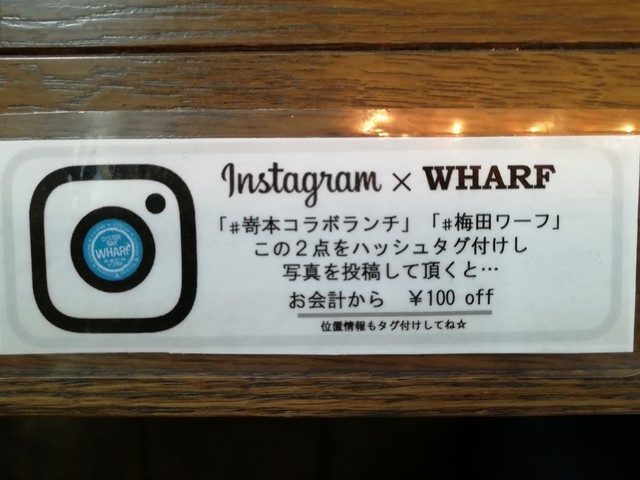 Instagram × WHARF
「#嵜本コラボランチ」「#梅田ワーフ」
この２点をハッシュタグ付けし
写真を投稿して頂くと…
お会計から ￥100 off
位置情報もタグ付けしてね☆
OYSTER
BAR
WHARF